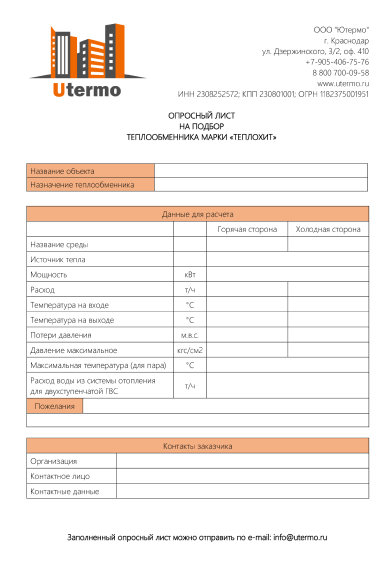 Utermo
ООО "Ютермо"
г. Краснодар
ул. Дзержинского, 3/2, оф. 410
+7-905-406-75-76
8 800 700-09-58
www.utermo.ru
ИНН 2308252572; КПП 230801001; ОГРН 1182375001951
ОПРОСНЫЙ ЛИСТ
НА ПОДБОР
ТЕПЛООБМЕННИКА МАРКИ «ТЕПЛОХИТ»
Название объекта
Назначение теплообменника
Данные для расчета
Горячая сторона Холодная сторона
Название среды
Источник тепла
Мощность кВт
Расход т/ч
Температура на входе °С
Температура на выходе °С
Потери давления м.в.с.
Давление максимальное кгс/см2
Максимальная температура (для пара) °С
Расход воды из системы отопления
для двухступенчатой ГВС т/ч
Пожелания
Контакты заказчика
Организация
Контактное лицо
Контактные данные
Заполненный опросный лист можно отправить по e-mail: info@utermo.ru